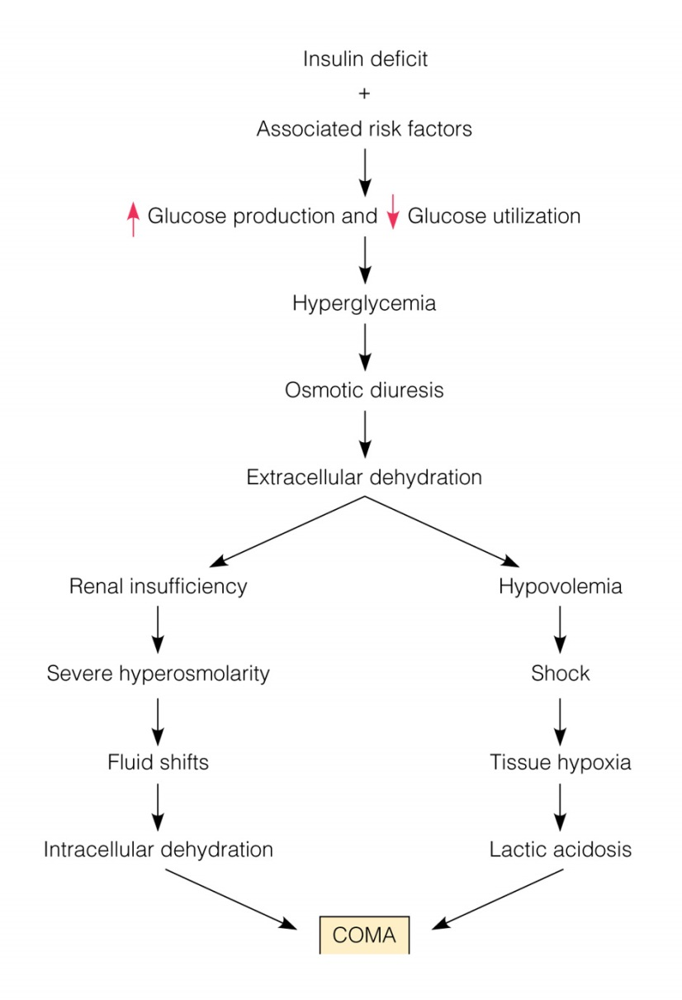 Insulin deficit
+
Associated risk factors
Glucose production and Glucose utilization
Hyperglycemia
Osmotic diuresis
Extracellular dehydration
Renal insufficiency
Hypovolemia
Severe hyperosmolarity
Shock
Fluid shifts
Tissue hypoxia
Intracellular dehydration
Lactic acidosis
COMA